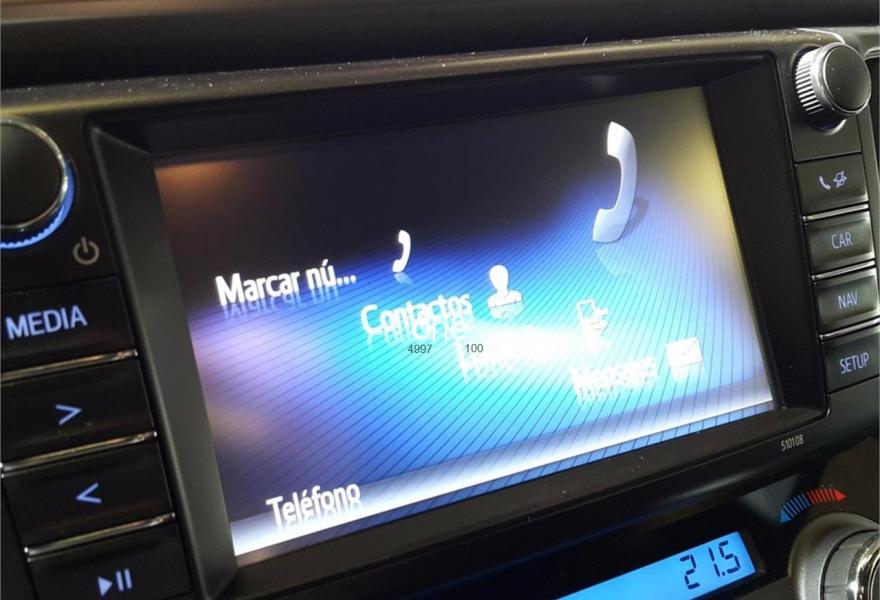 Marcar nú...
Contactos
Mensajes
Teléfono
4997 100
MEDIA
>
<
CAR
NAV
SETUP
510108
21.5